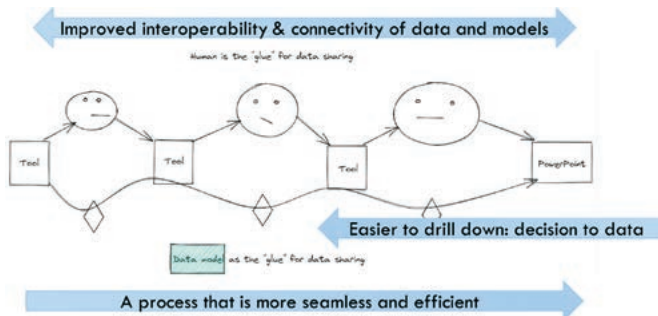 Improved interoperability & connectivity of data and models
Human is the "glue" for data sharing
Tool
Tool
Tool
PowerPoint
Easier to drill down: decision to data
Data model as the "glue" for data sharing
A process that is more seamless and efficient